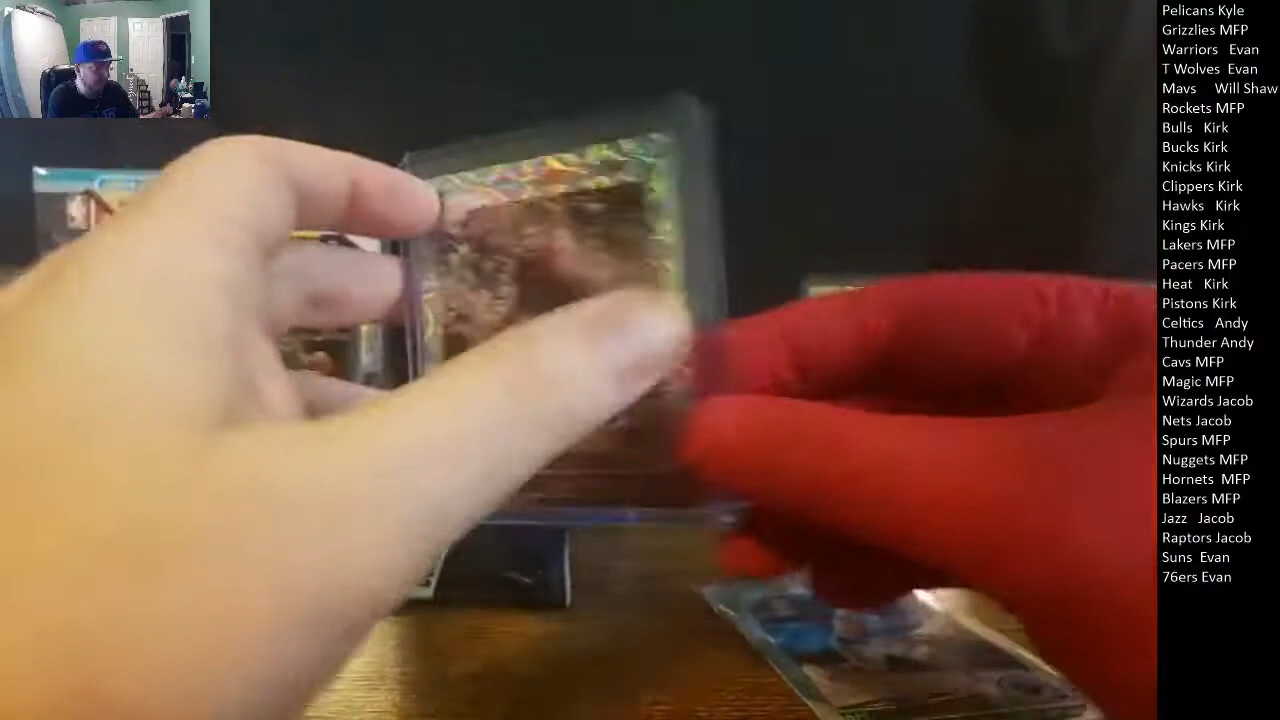 Pelicans Kyle
Grizzlies MFP
Warriors Evan
T Wolves Evan
Mavs Will Shaw
Rockets MFP
Bulls Kirk
Bucks Kirk
Knicks Kirk
Clippers Kirk
Hawks Kirk
Kings Kirk
Lakers MFP
Pacers MFP
Heat Kirk
Pistons Kirk
Celtics Andy
Thunder Andy
Cavs MFP
Magic MFP
Wizards Jacob
Nets Jacob
Spurs MFP
Nuggets MFP
Hornets MFP
Blazers MFP
Jazz Jacob
Raptors Jacob
Suns Evan
76ers Evan